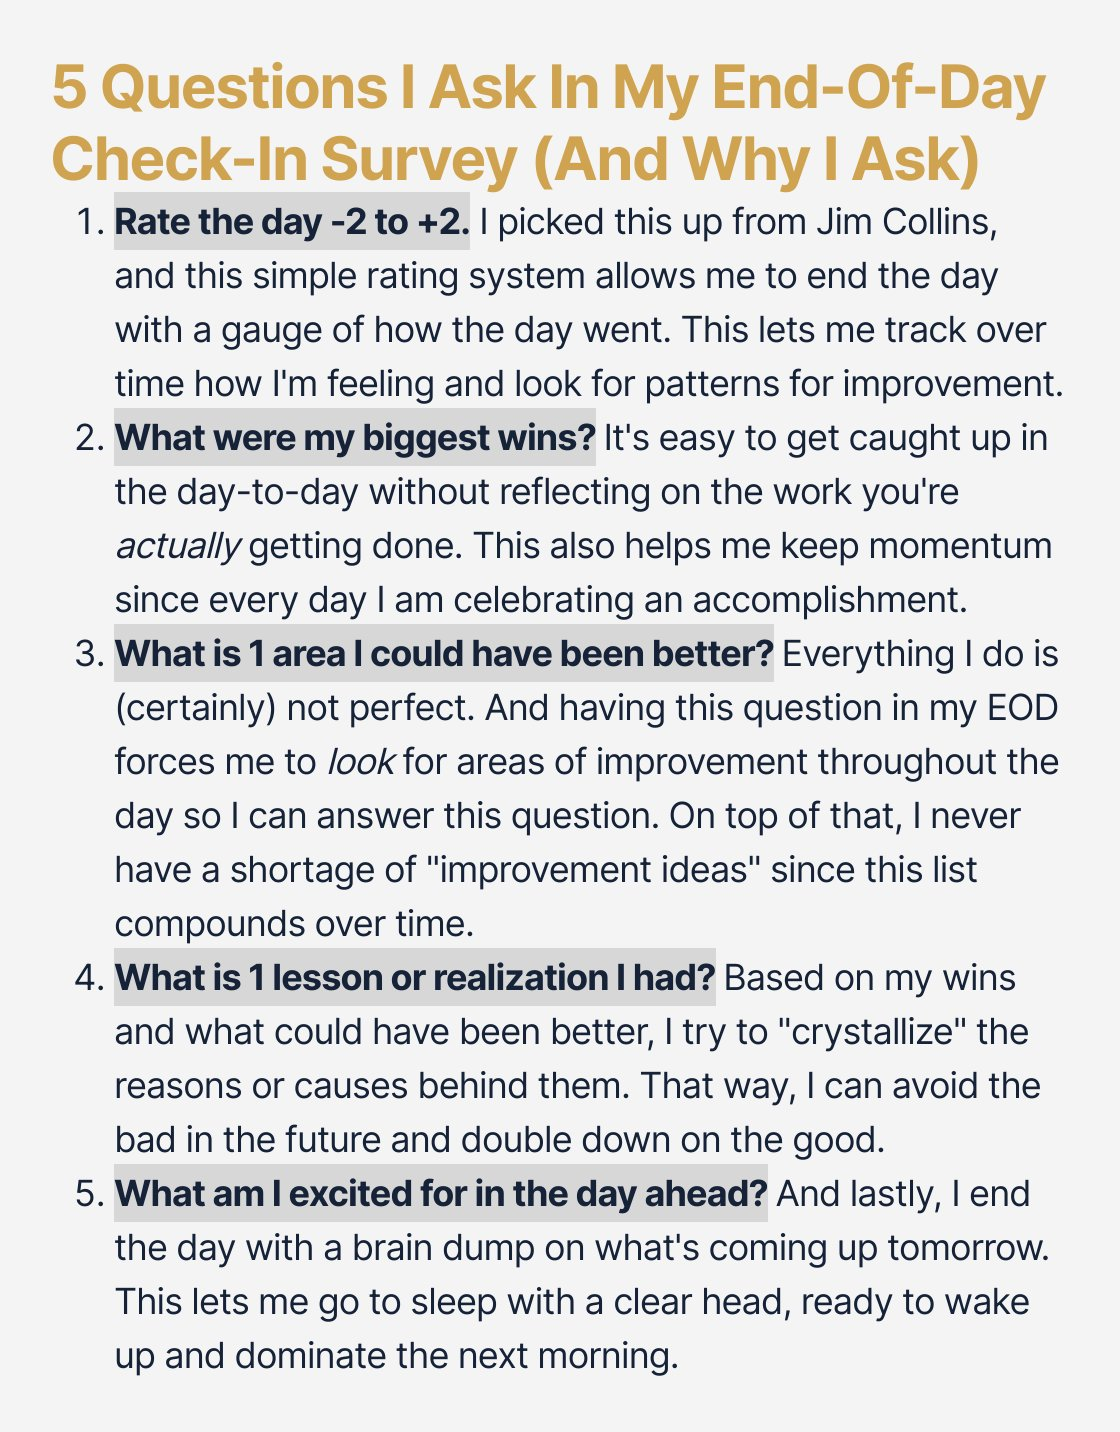 5 Questions I Ask In My End-Of-Day
Check-In Survey (And Why I Ask)
1. Rate the day -2 to +2. I picked this up from Jim Collins,
and this simple rating system allows me to end the day
with a gauge of how the day went. This lets me track over
time how I'm feeling and look for patterns for improvement.
2. What were my biggest wins? It's easy to get caught up in
the day-to-day without reflecting on the work you're
actually getting done. This also helps me keep momentum
since every day I am celebrating an accomplishment.
3. What is 1 area I could have been better? Everything I do is
(certainly) not perfect. And having this question in my EOD
forces me to look for areas of improvement throughout the
day so I can answer this question. On top of that, I never
have a shortage of "improvement ideas" since this list
compounds over time.
4. What is 1 lesson or realization I had? Based on my wins
and what could have been better, I try to "crystallize" the
reasons or causes behind them. That way, I can avoid the
bad in the future and double down on the good.
5. What am I excited for in the day ahead? And lastly, I end
the day with a brain dump on what's coming up tomorrow.
This lets me go to sleep with a clear head, ready to wake
up and dominate the next morning.